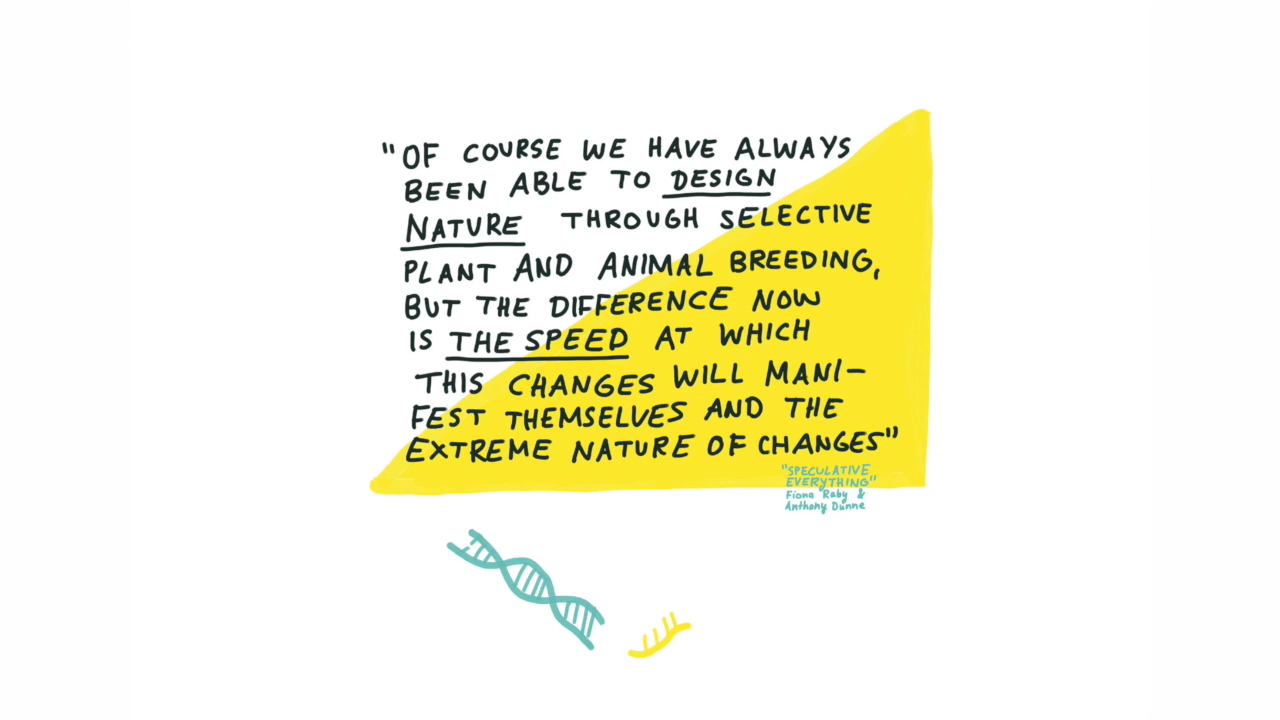 "OF COURSE WE HAVE ALWAYS
BEEN ABLE TO DESIGN
NATURE THROUGH SELECTIVE
PLANT AND ANIMAL BREEDING,
BUT THE DIFFERENCE NOW
IS THE SPEED AT WHICH
THIS CHANGES WILL MANI-
FEST THEMSELVES AND THE
EXTREME NATURE OF CHANGES"
"SPECULATIVE
EVERYTHING"
Fiona Raby &
Anthony Dunne